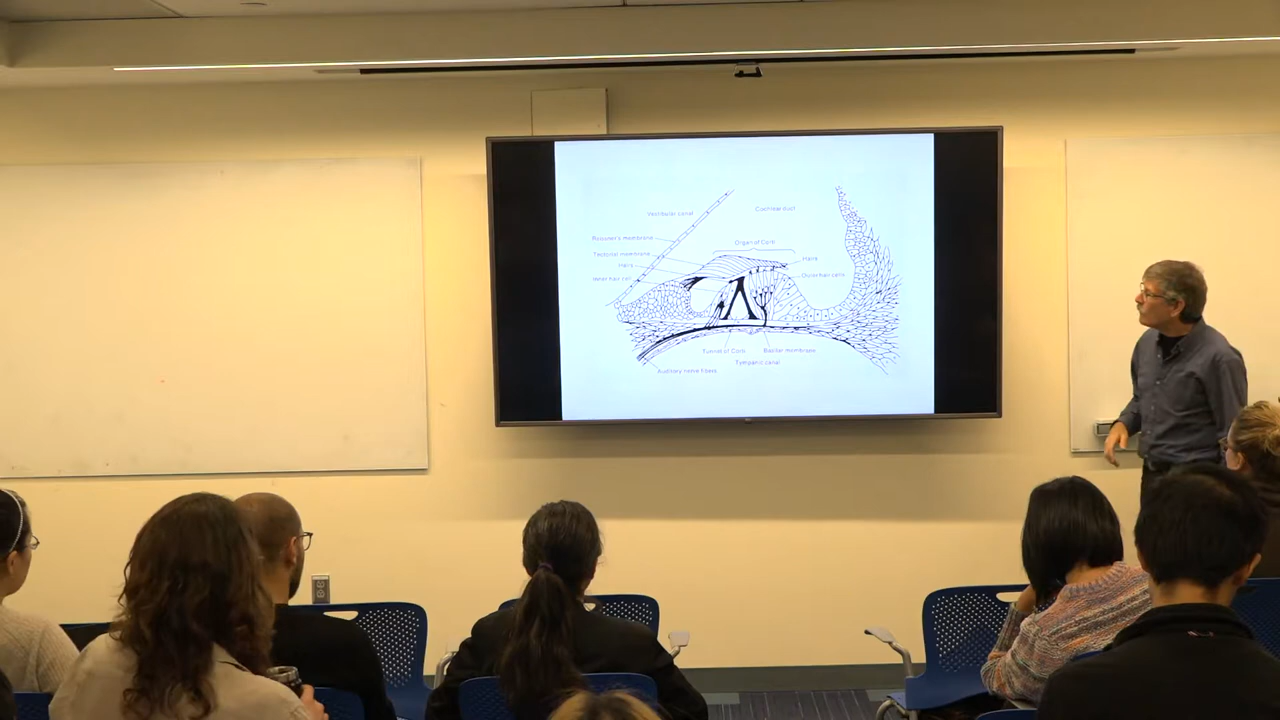 Vestibular canal
Cochlear duct
Reissner's membrane
Organ of Corti
Tectorial membrane
Hairs
Hairs
Inner hair cell
Outer hair cells
Tunnel of Corti
Basilar membrane
Tympanic canal
Auditory nerve fibers